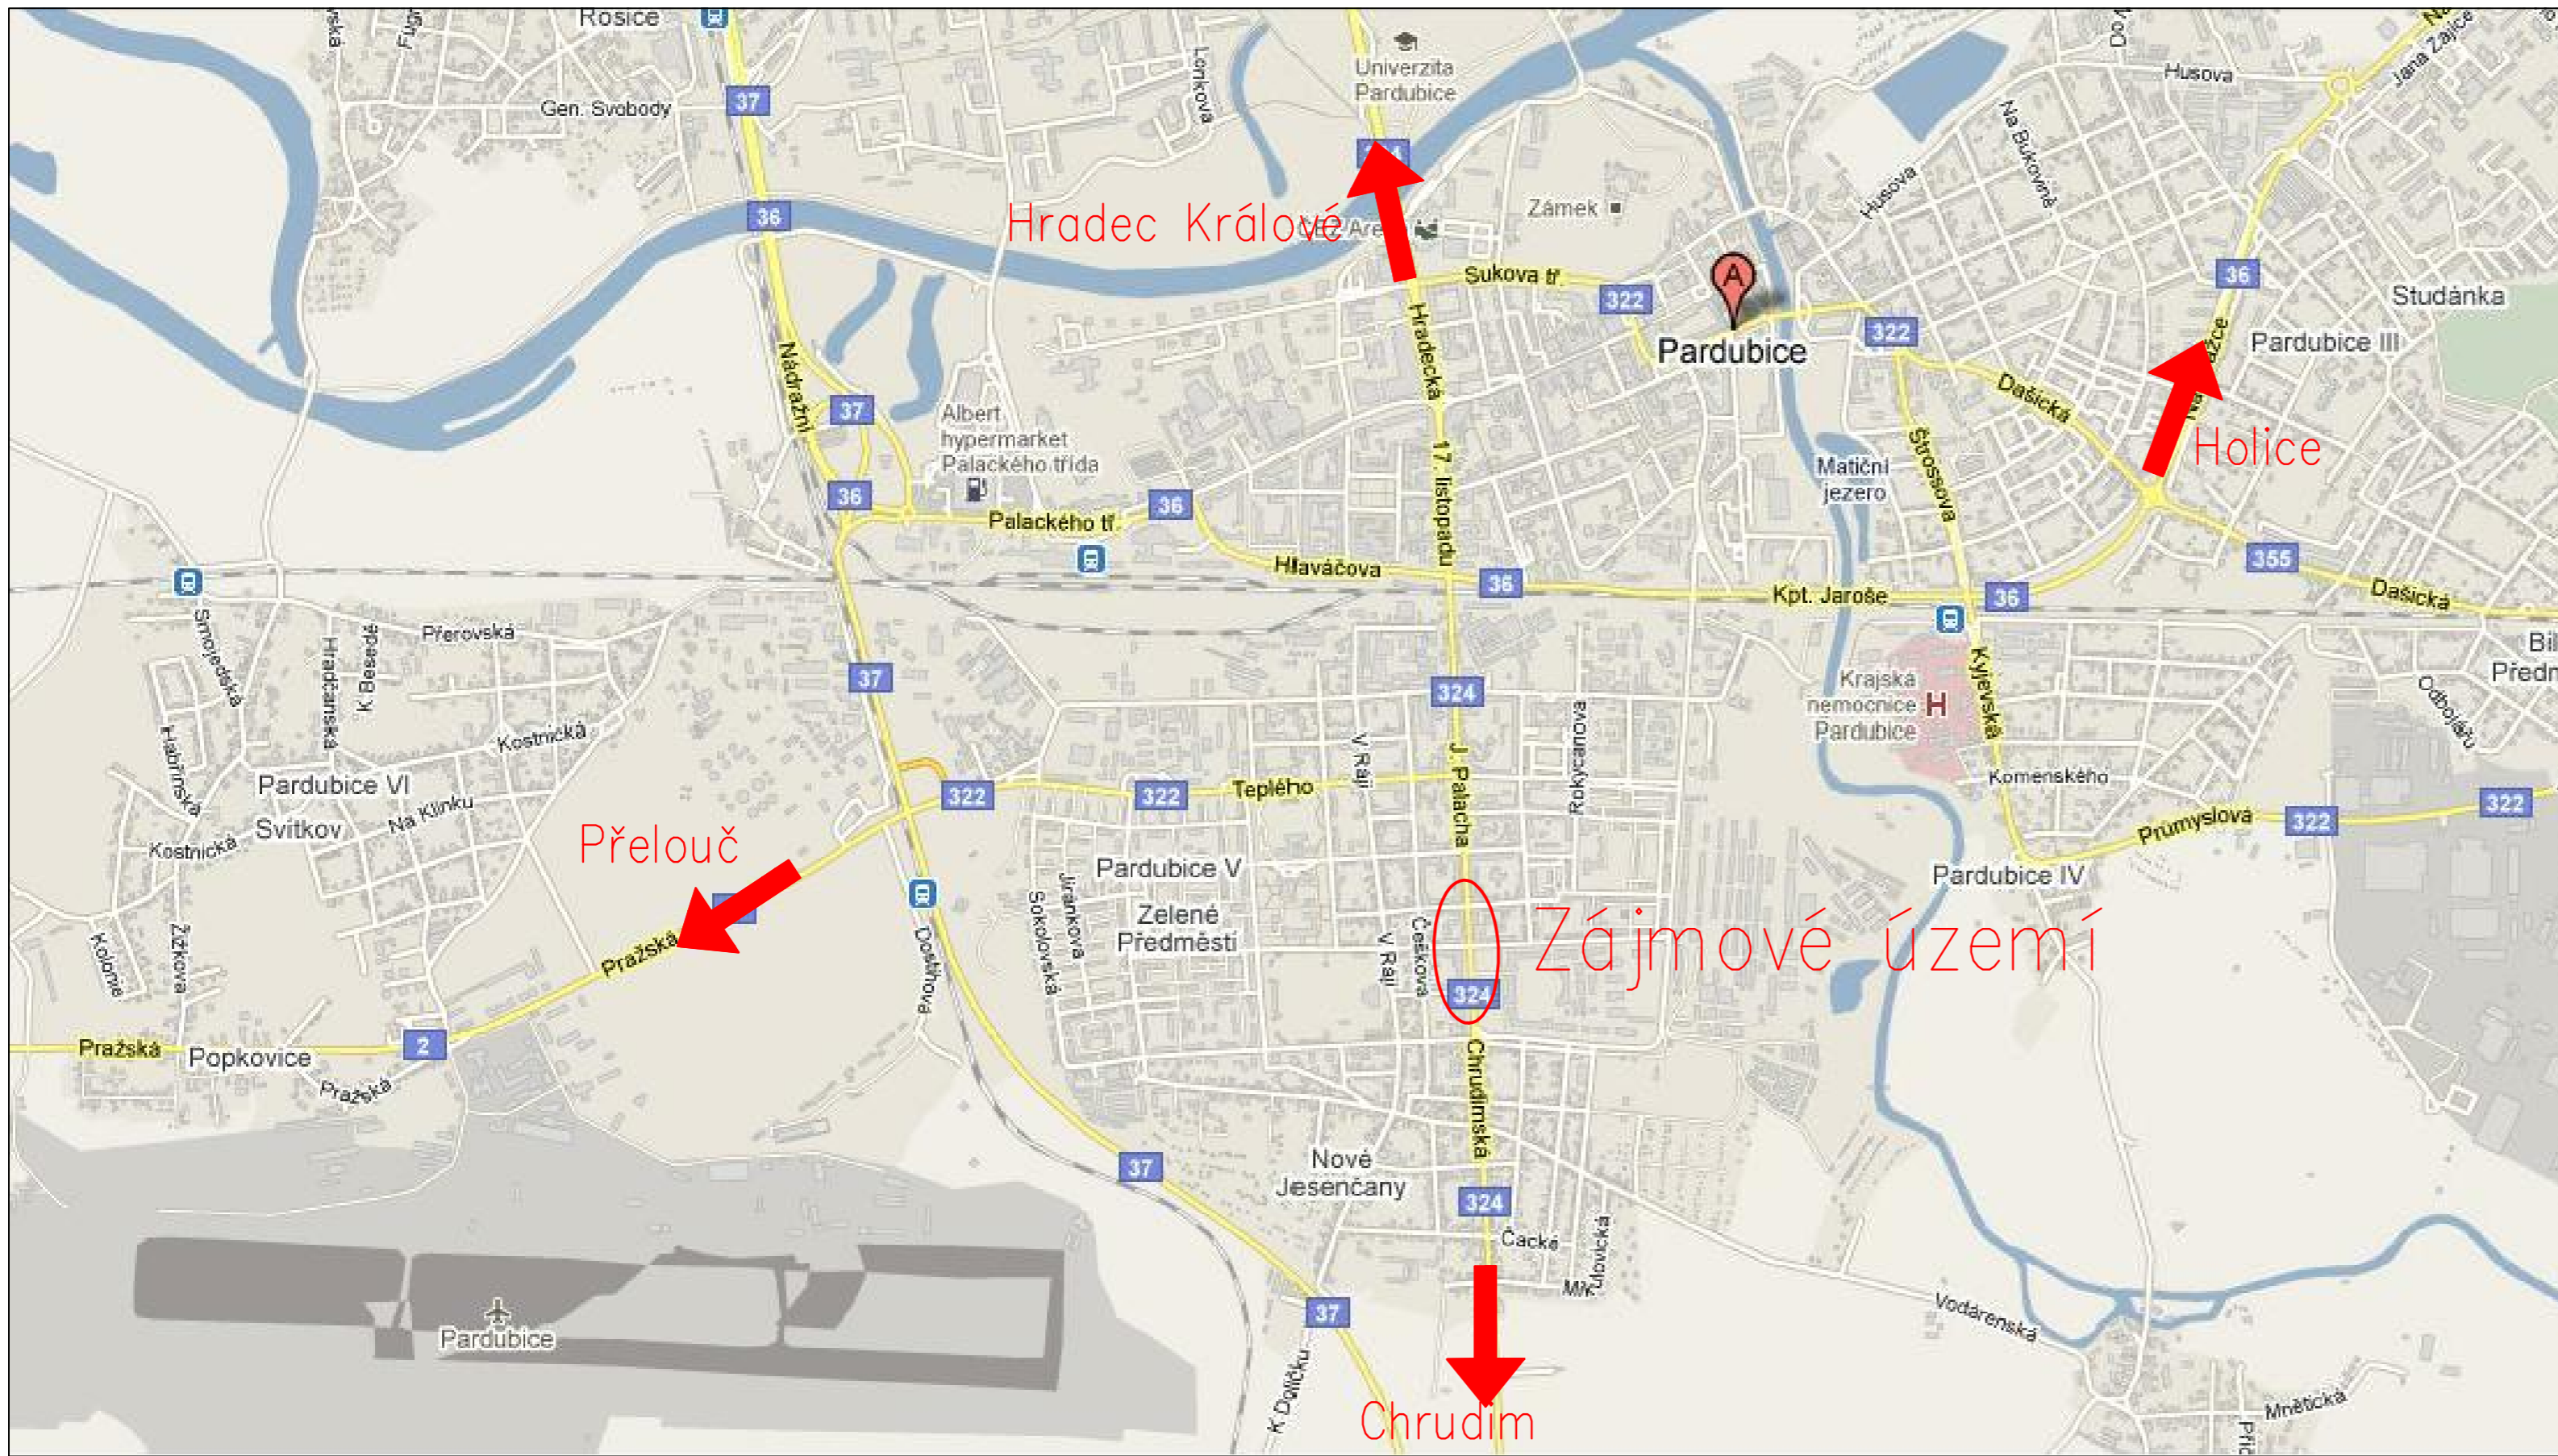 Rosice
Gen. Svobody
37
36
Lonkova
Univerzita
Pardubice
Hradec Králové
Zámek
Sukova tř.
322
A
Pardubice
322
Husova
Husova
Na Bukovině
Jana Zajíce
36
Studánka
Pardubice III
Holice
Dašická
355
Dašická
Štrossova
Matiční
jezero
Hradecká
17. listopadu
Nádražní
37
36
Albert
hypermarket
Palackého třída
Palackého tř.
36
Hlaváčova
36
Kpt. Jaroše
36
Smojedská
Hradčanská
K Besedě
Přerovská
Kostnická
Habřinská
Pardubice VI
Svítkov
Na Klínku
Kostnická
Žižkova
37
322
322
Teplého
V Ráji
324
J. Palacha
Rokycanova
Krajská
nemocnice
Pardubice
H
Kyjevská
Komenského
Průmyslová
322
322
Pardubice IV
Odbojářů
Přelouč
Pražská
Pražská
Popkovice
Pražská
2
Dostihová
Sokolovská
Jiránkova
Pardubice V
Zelené
Předměstí
V Ráji
Češkova
Zájmové území
324
Chrudimská
Nové
Jesenčany
37
324
Čacké
37
K Dolíčku
Pardubice
Chrudim
Vodárenská
Mnětická